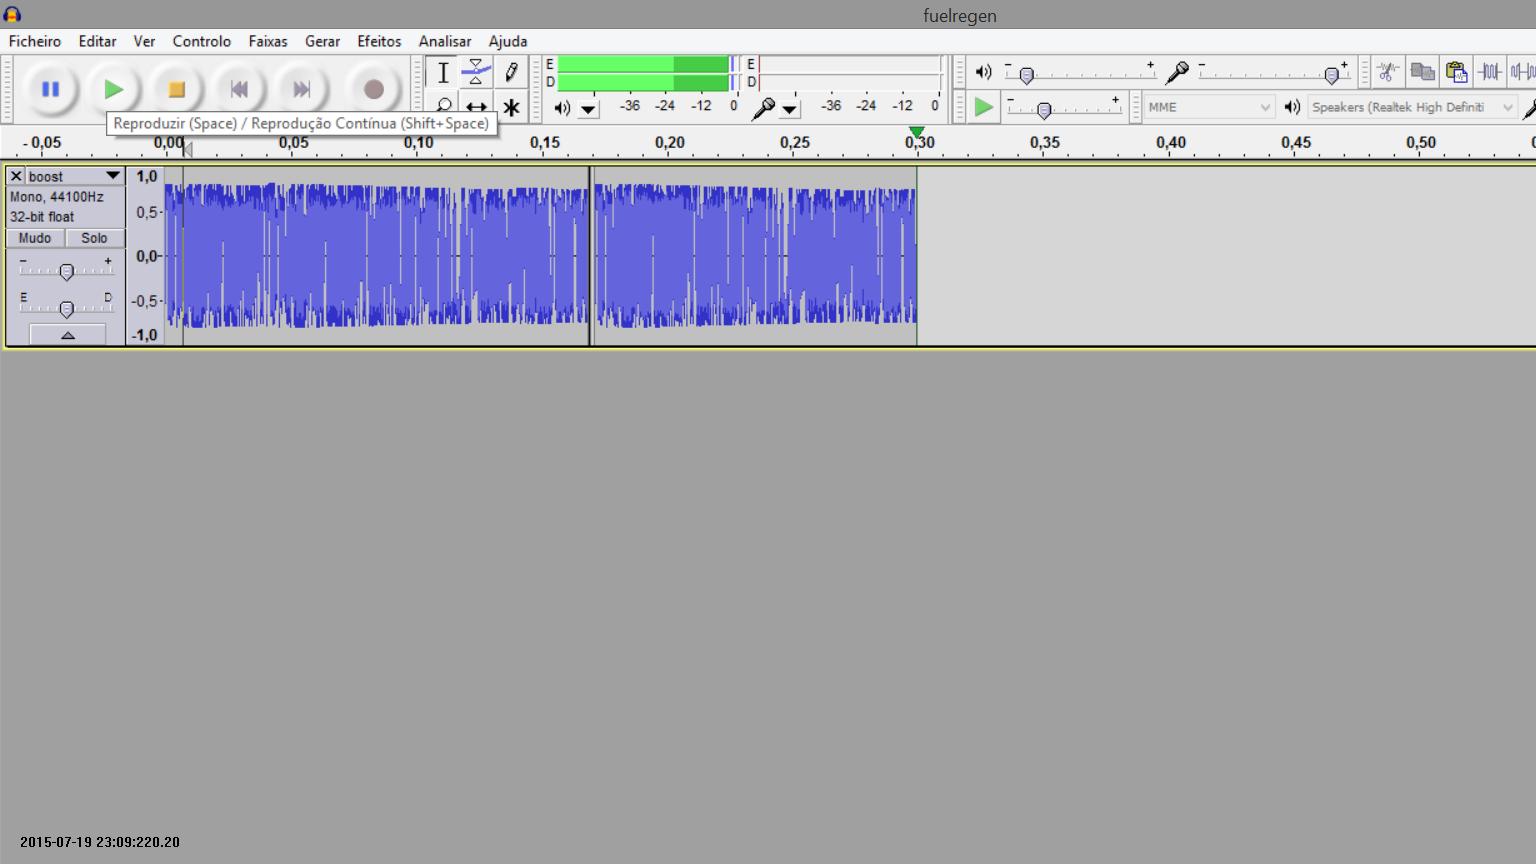 fuelregen
Ficheiro Editar Ver Controlo Faixas Gerar Efeitos Analisar Ajuda
E
D
-36 -24 -12 0
E
D
-36 -24 -12 0
- +
- +
- +
MME
Speakers (Realtek High Definiti
Reproduzir (Space) / Reprodução Contínua (Shift+Space)
- 0,05 0,00 0,05 0,10 0,15 0,20 0,25 0,30 0,35 0,40 0,45 0,50
boost
Mono, 44100Hz
32-bit float
Mudo Solo
- +
E D
1,0
0,5-
0,0-
-0,5-
-1,0
2015-07-19 23:09:220.20